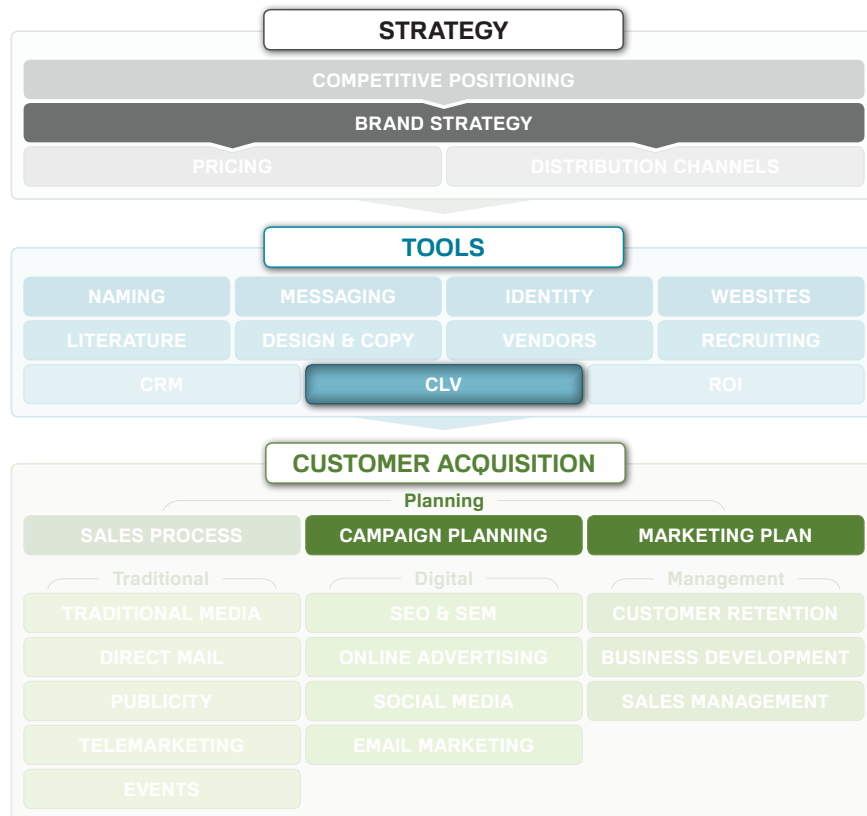 STRATEGY
COMPETITIVE POSITIONING
BRAND STRATEGY
PRICING DISTRIBUTION CHANNELS
TOOLS
NAMING MESSAGING IDENTITY WEBSITES
LITERATURE DESIGN & COPY VENDORS RECRUITING
CRM CLV ROI
CUSTOMER ACQUISITION
Planning
SALES PROCESS CAMPAIGN PLANNING MARKETING PLAN
Traditional Digital Management
TRADITIONAL MEDIA SEO & SEM CUSTOMER RETENTION
DIRECT MAIL ONLINE ADVERTISING BUSINESS DEVELOPMENT
PUBLICITY SOCIAL MEDIA SALES MANAGEMENT
TELEMARKETING EMAIL MARKETING
EVENTS